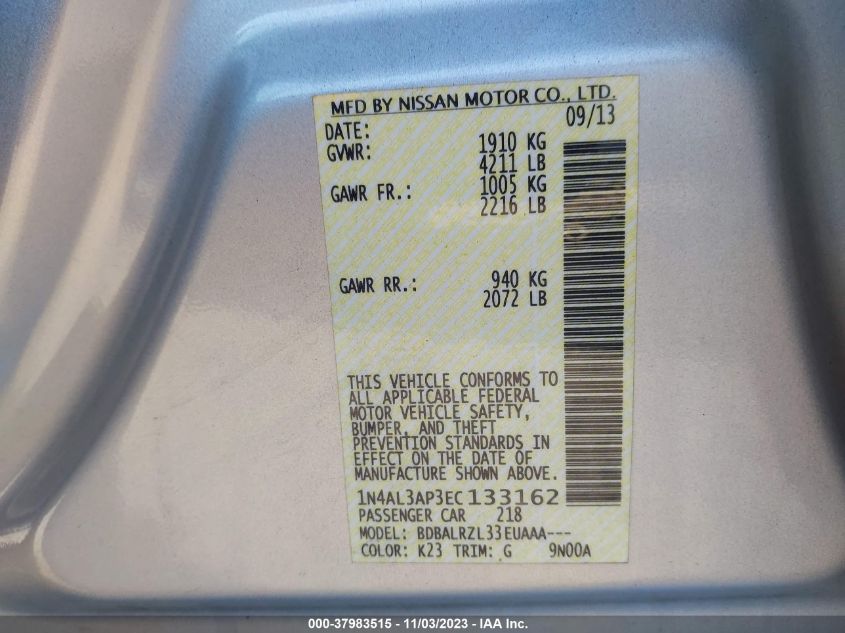 MFD BY NISSAN MOTOR CO., LTD.
DATE: 09/13
GVWR: 1910 KG
4211 LB
GAWR FR.: 1005 KG
2216 LB
GAWR RR.: 940 KG
2072 LB
THIS VEHICLE CONFORMS TO
ALL APPLICABLE FEDERAL
MOTOR VEHICLE SAFETY,
BUMPER, AND THEFT
PREVENTION STANDARDS IN
EFFECT ON THE DATE OF
MANUFACTURE SHOWN ABOVE.
1N4AL3AP3EC133162
PASSENGER CAR 218
MODEL: BDBALRZL33EUAAA---
COLOR: K23 TRIM: G 9N00A
000-37983515 - 11/03/2023 - IAA Inc.